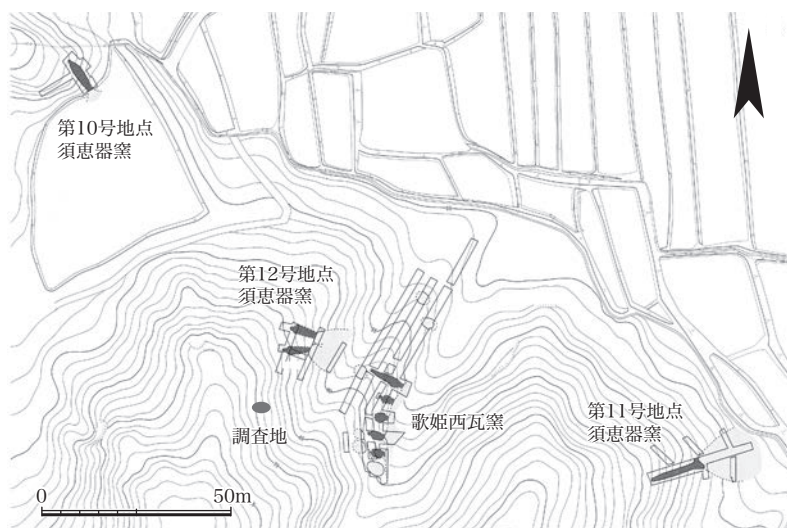 第10号地点
須恵器窯
第12号地点
須恵器窯
調査地
歌姫西瓦窯
第11号地点
須恵器窯
0
50m